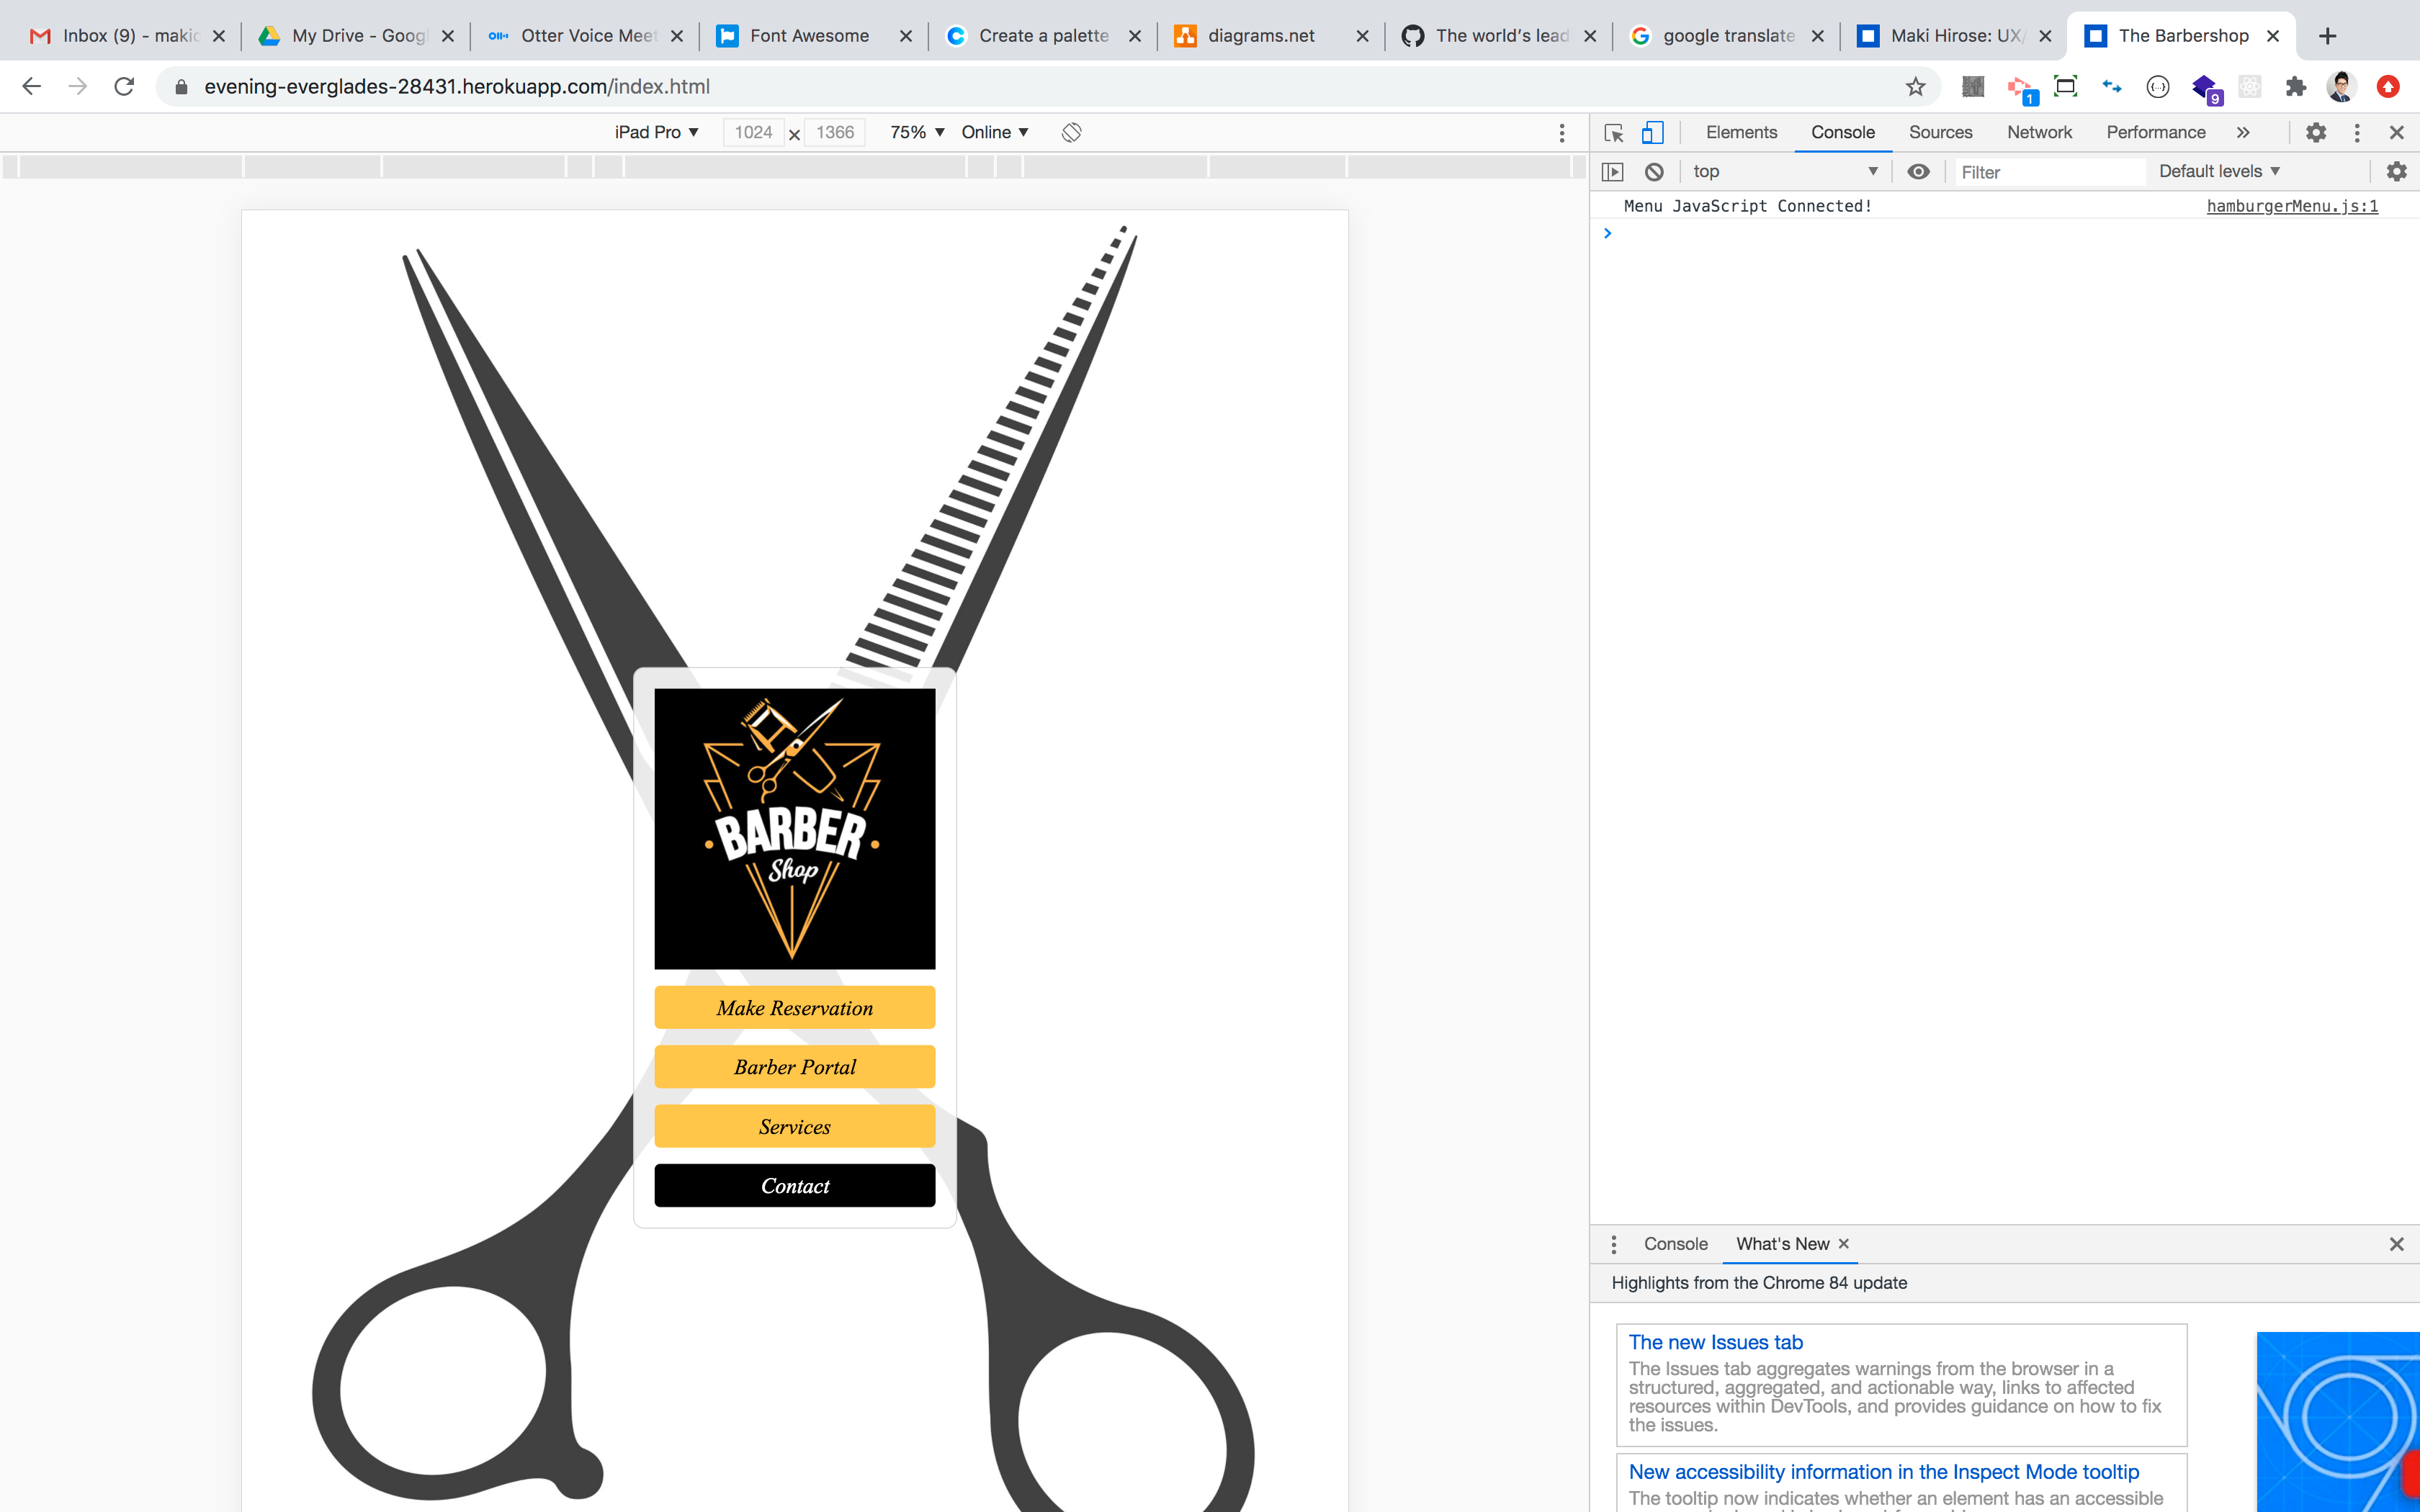 Inbox (9) - makic
My Drive - Googl
Otter Voice Meet
Font Awesome
Create a palette
diagrams.net
The world's lead
google translate
Maki Hirose: UX/
The Barbershop
evening-everglades-28431.herokuapp.com/index.html
1
9
iPad Pro ▼ 1024 × 1366 75% ▼ Online ▼
Elements Console Sources Network Performance »
top
Filter
Default levels ▼
Menu JavaScript Connected! hamburgerMenu.js:1
BARBER
Shop
Make Reservation
Barber Portal
Services
Contact
Console What's New
Highlights from the Chrome 84 update
The new Issues tab
The Issues tab aggregates warnings from the browser in a
structured, aggregated, and actionable way, links to affected
resources within DevTools, and provides guidance on how to fix
the issues.
New accessibility information in the Inspect Mode tooltip
The tooltip now indicates whether an element has an accessible